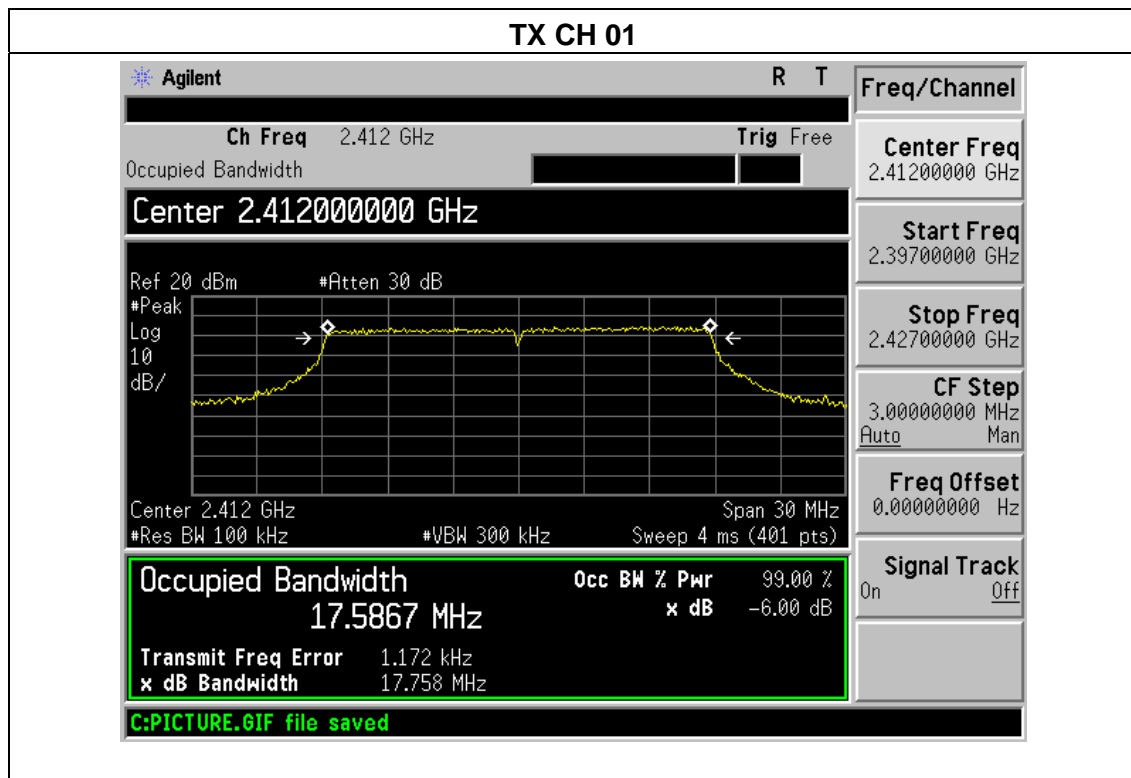 TX CH 01
Agilent
R T
Ch Freq 2.412 GHz
Trig Free
Occupied Bandwidth
Center 2.412000000 GHz
Ref 20 dBm
#Atten 30 dB
#Peak
Log
10
dB/
Center 2.412 GHz
Span 30 MHz
#Res BW 100 kHz
#VBW 300 kHz
Sweep 4 ms (401 pts)
Occupied Bandwidth
17.5867 MHz
Occ BW % Pwr 99.00 %
x dB -6.00 dB
Transmit Freq Error 1.172 kHz
x dB Bandwidth 17.758 MHz
C:PICTURE.GIF file saved
Freq/Channel
Center Freq
2.41200000 GHz
Start Freq
2.39700000 GHz
Stop Freq
2.42700000 GHz
CF Step
3.00000000 MHz
Auto Man
Freq Offset
0.00000000 Hz
Signal Track
On Off